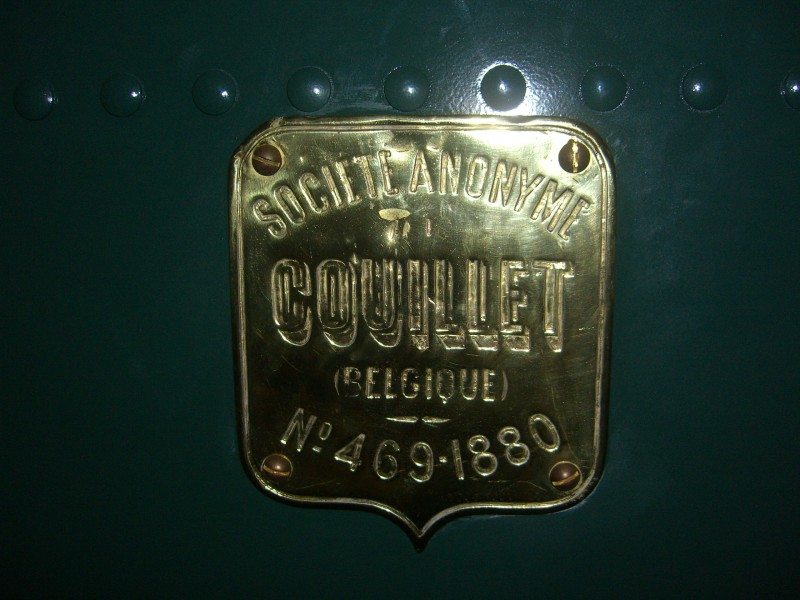 SOCIETE ANONYME
COUILLET
(BELGIQUE)
Nº 469-1880